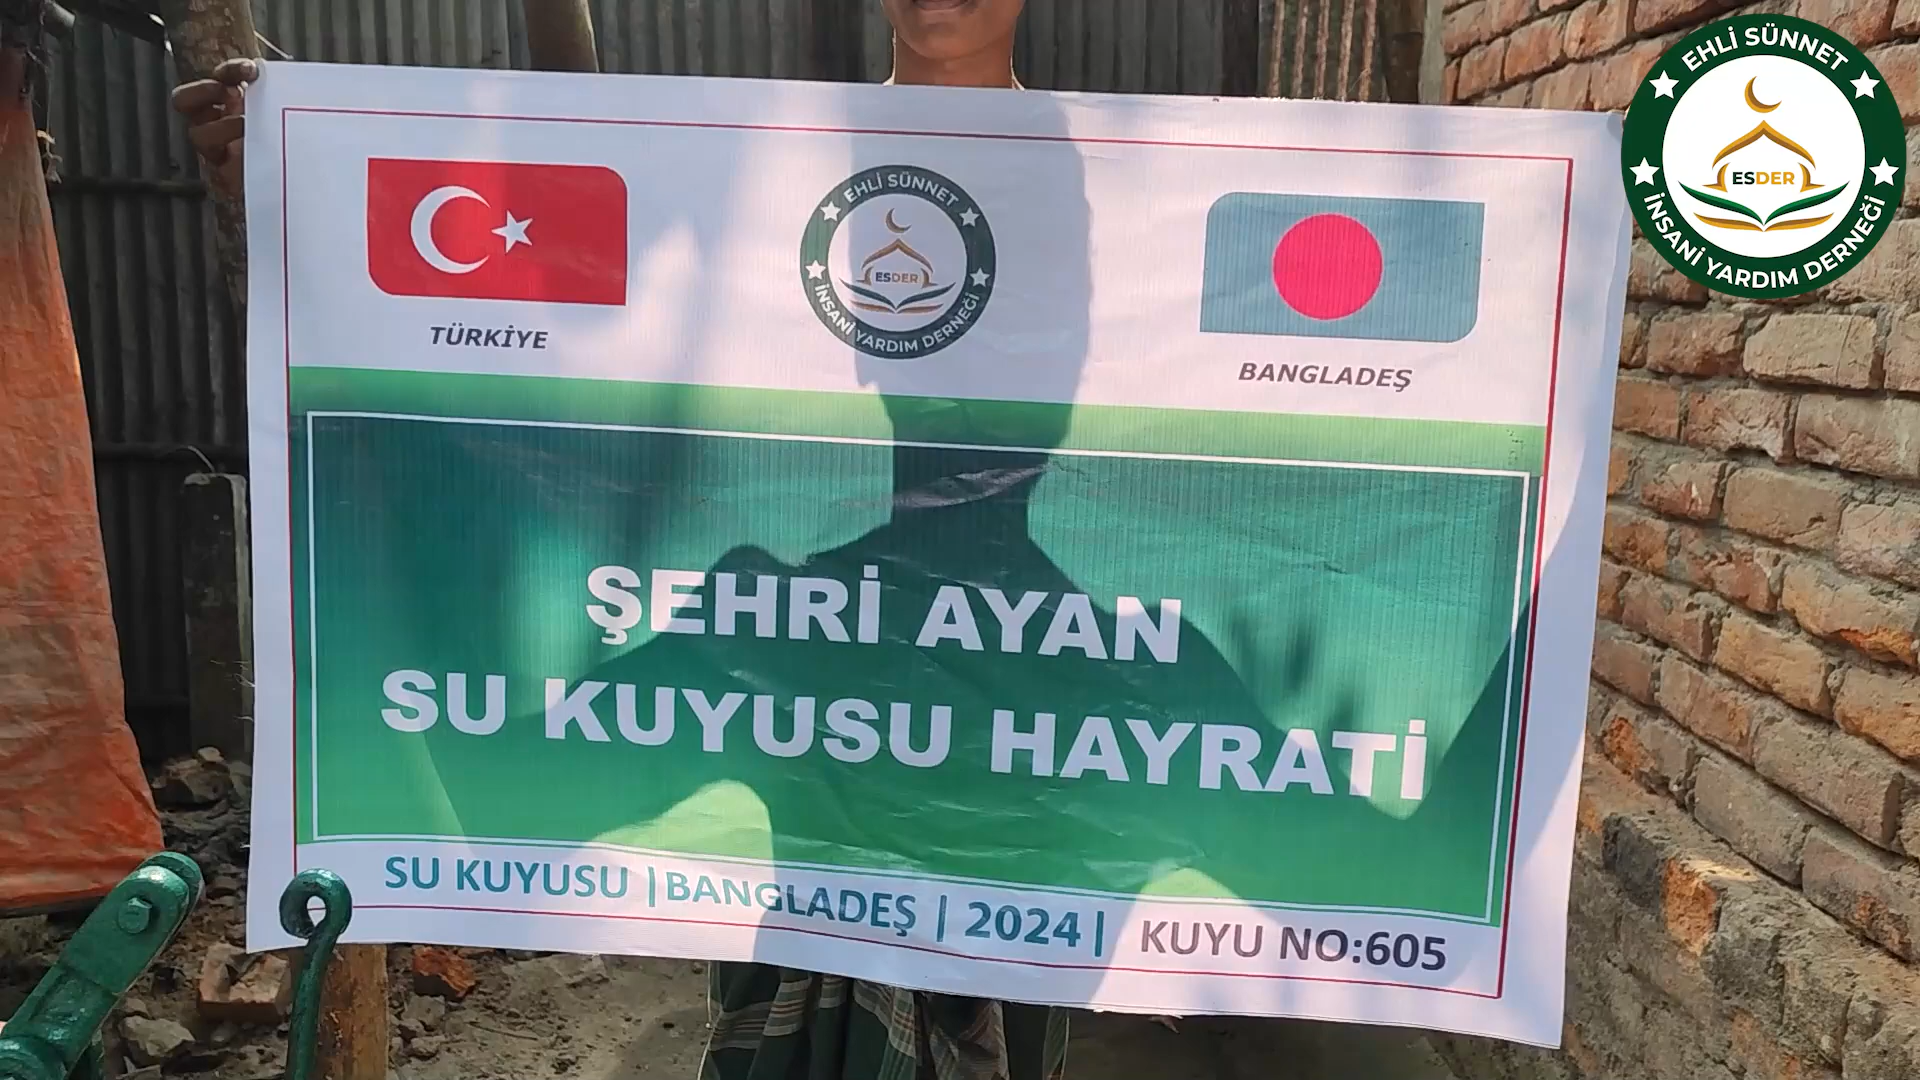 EHLİ SÜNNET
ESDER
İNSANİ YARDIM DERNEĞİ
EHLİ SÜNNET
ESDER
İNSANİ YARDIM DERNEĞİ
TÜRKİYE
BANGLADEŞ
ŞEHRİ AYAN
SU KUYUSU HAYRATİ
SU KUYUSU |BANGLADEŞ | 2024| KUYU NO:605